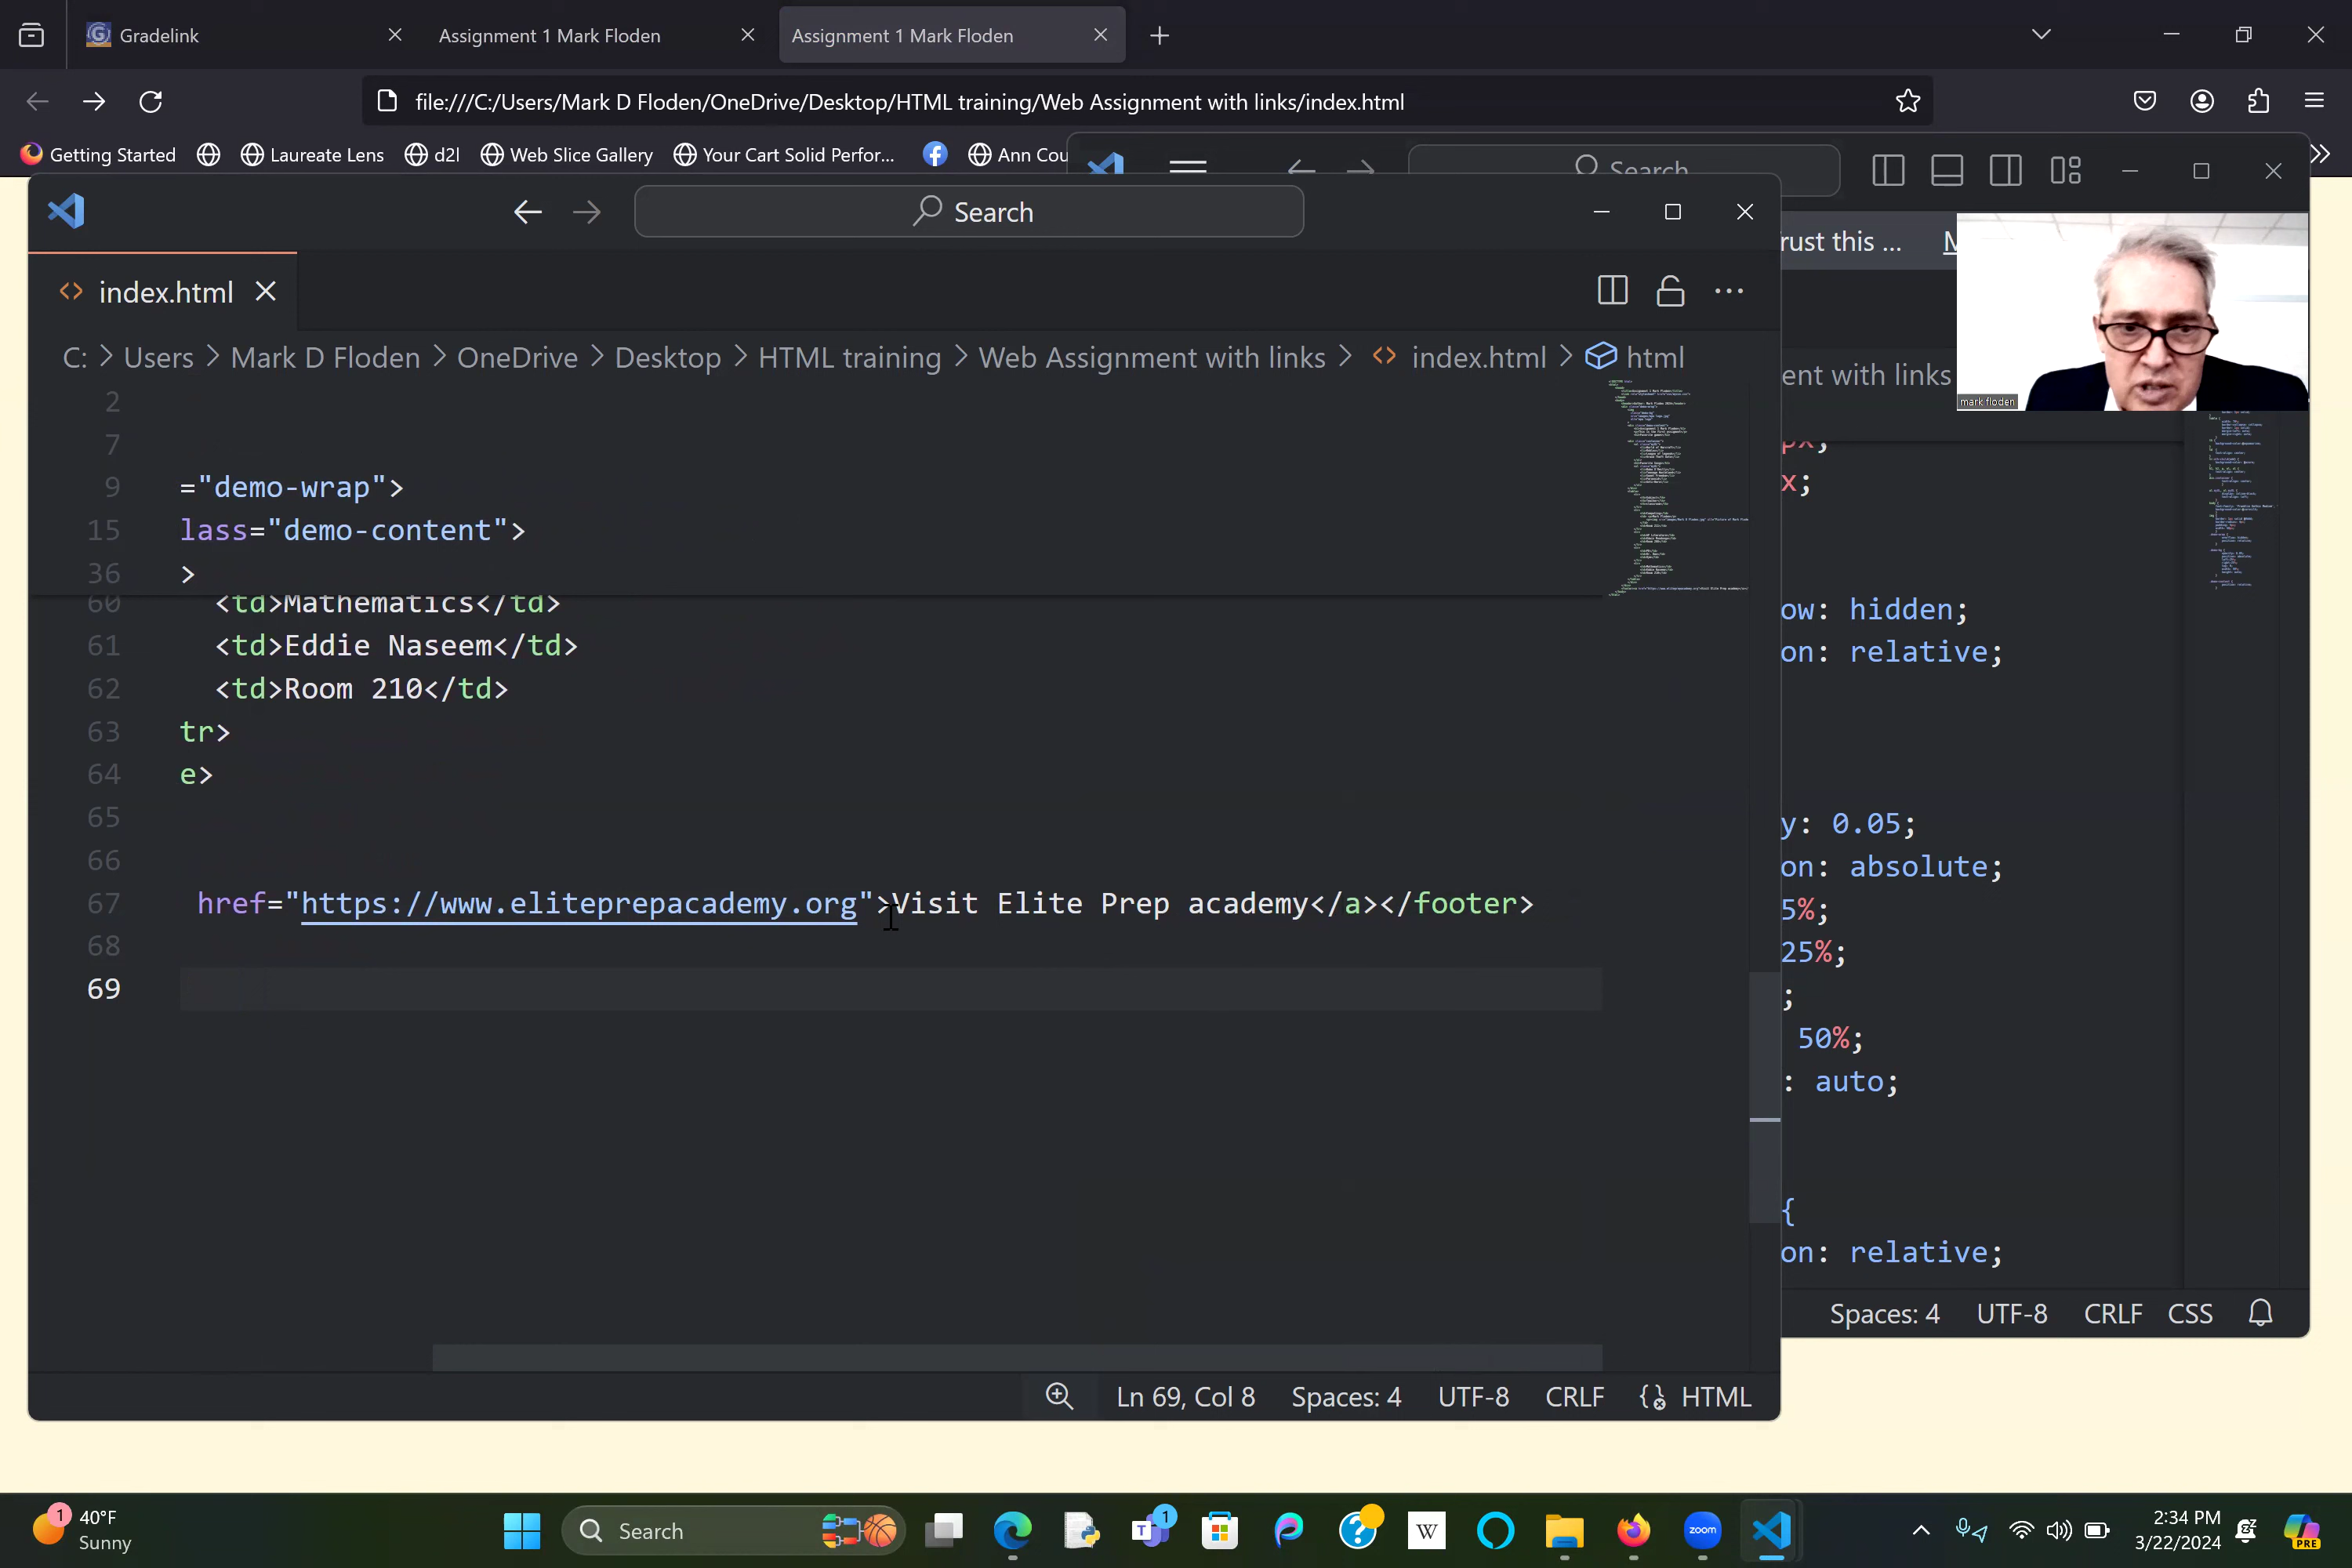 Gradelink
Assignment 1 Mark Floden
Assignment 1 Mark Floden
file:///C:/Users/Mark D Floden/OneDrive/Desktop/HTML training/Web Assignment with links/index.html
Getting Started
Laureate Lens
d2l
Web Slice Gallery
Your Cart Solid Perfor...
Ann Cou
Search
Search
rust this ...
index.html
mark floden
C: > Users > Mark D Floden > OneDrive > Desktop > HTML training > Web Assignment with links > index.html > html
ent with links
2
7
9 ="demo-wrap">
15 lass="demo-content">
36 >
60 <td>Mathematics</td>
61 <td>Eddie Naseem</td>
62 <td>Room 210</td>
63 tr>
64 e>
65
66
67 href="https://www.eliteprepacademy.org">Visit Elite Prep academy</a></footer>
68
69
px;
x;
ow: hidden;
on: relative;
y: 0.05;
on: absolute;
5%;
25%;
;
50%;
: auto;
{
on: relative;
Spaces: 4 UTF-8 CRLF CSS
Ln 69, Col 8 Spaces: 4 UTF-8 CRLF HTML
1
40°F
Sunny
Search
T
1
W
zoom
2:34 PM
3/22/2024
PRE